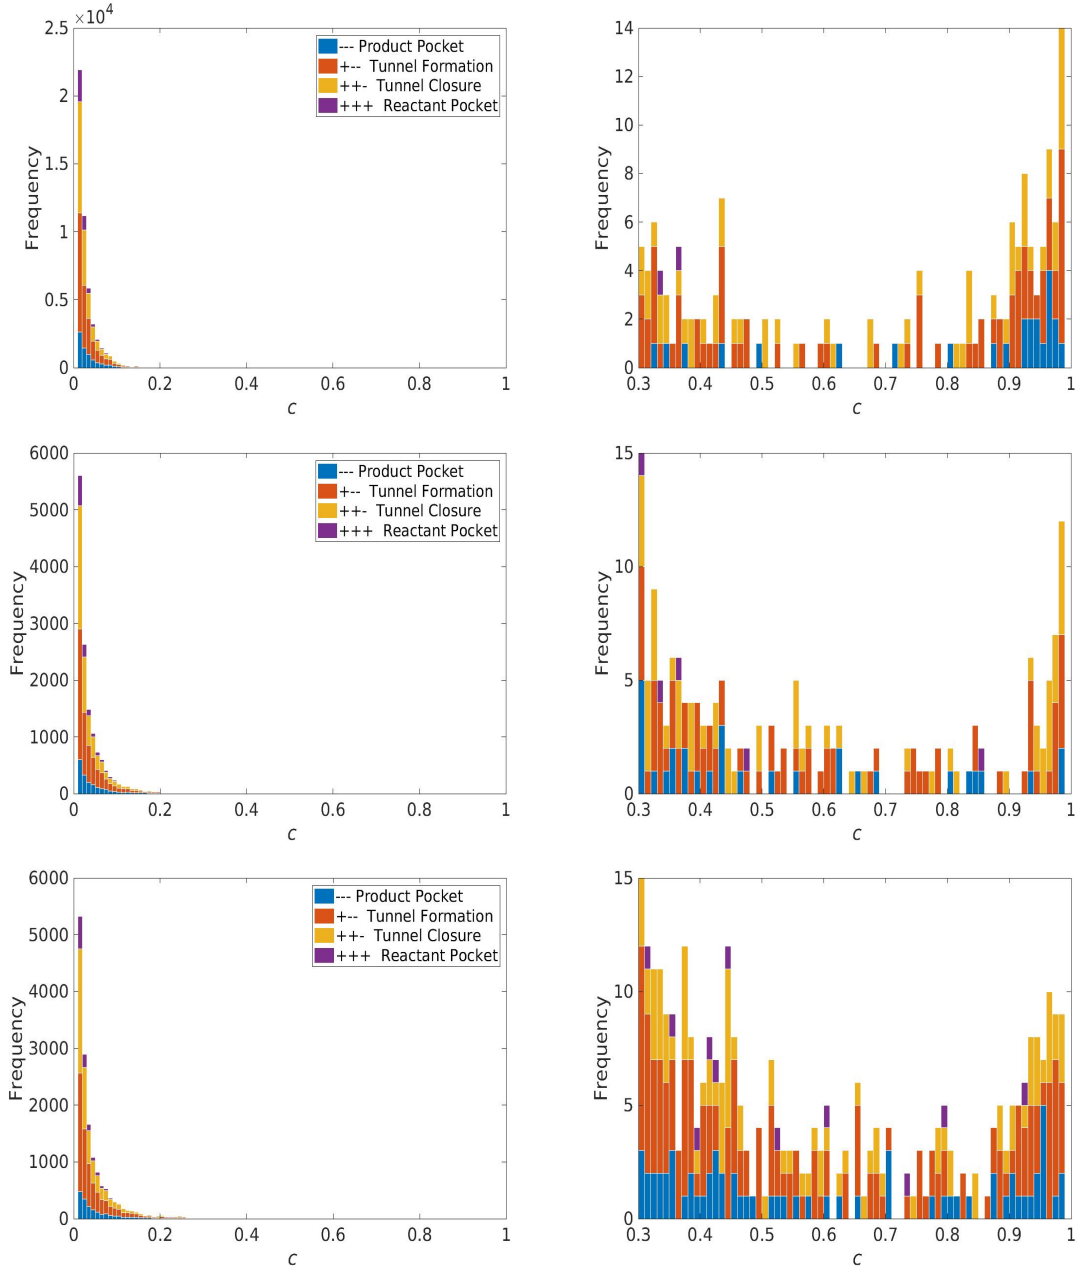 ×10⁴
2.5
2
1.5
1
0.5
0
0 0.2 0.4 0.6 0.8 1
Frequency
c
--- Product Pocket
+-- Tunnel Formation
++- Tunnel Closure
+++ Reactant Pocket
14
12
10
8
6
4
2
0
0.3 0.4 0.5 0.6 0.7 0.8 0.9 1
Frequency
c
6000
5000
4000
3000
2000
1000
0
0 0.2 0.4 0.6 0.8 1
Frequency
c
--- Product Pocket
+-- Tunnel Formation
++- Tunnel Closure
+++ Reactant Pocket
15
10
5
0
0.3 0.4 0.5 0.6 0.7 0.8 0.9 1
Frequency
c
6000
5000
4000
3000
2000
1000
0
0 0.2 0.4 0.6 0.8 1
Frequency
c
--- Product Pocket
+-- Tunnel Formation
++- Tunnel Closure
+++ Reactant Pocket
15
10
5
0
0.3 0.4 0.5 0.6 0.7 0.8 0.9 1
Frequency
c